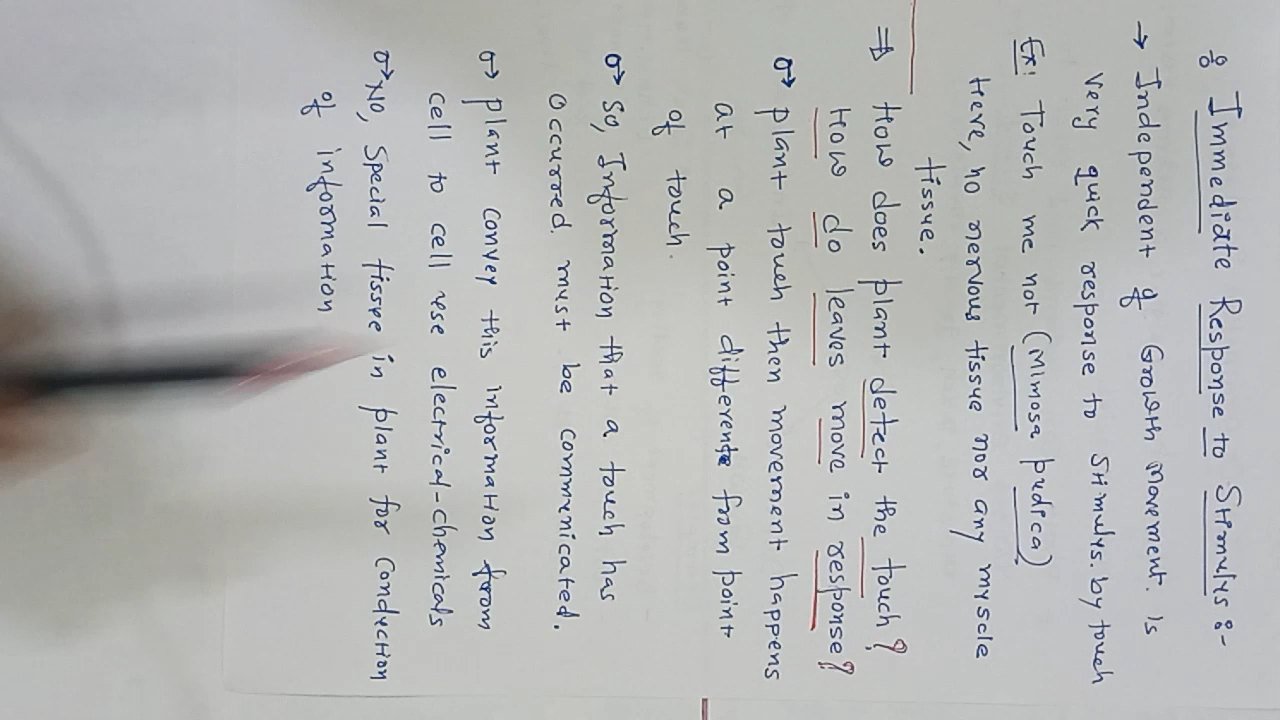 Immediate Response to Stimulus:-
→ Independent of Growth movement. Is
very quick response to stimulus. by touch
Ex: Touch me not (Mimosa pudica)
Here, no nervous tissue nor any muscle
tissue.
⇒ How does plant detect the touch?
How do leaves move in response?
→ plant touch then movement happens
at a point different from point
of touch.
→ So, Information that a touch has
occurred must be communicated.
→ plant convey this information from
cell to cell use electrical-chemicals
→ No, special tissue in plant for conduction
of information